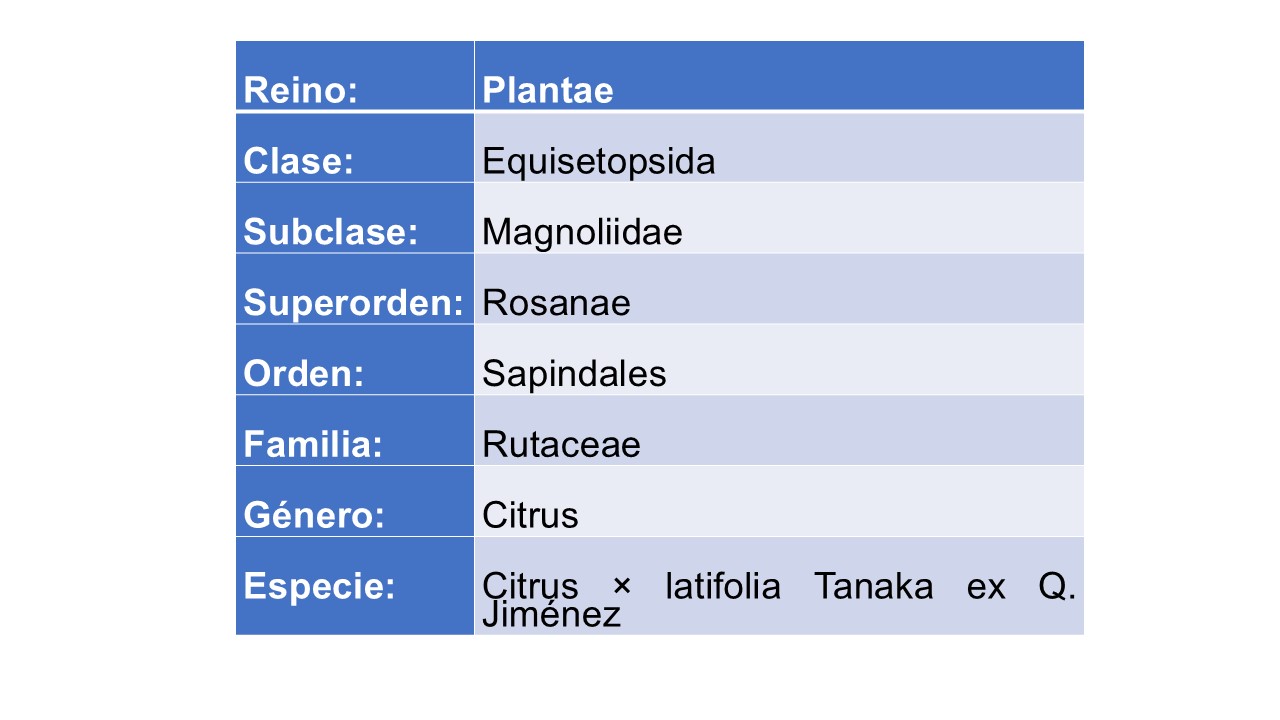 Reino: Plantae
Clase: Equisetopsida
Subclase: Magnoliidae
Superorden: Rosanae
Orden: Sapindales
Familia: Rutaceae
Género: Citrus
Especie: Citrus × latifolia Tanaka ex Q.
Jiménez